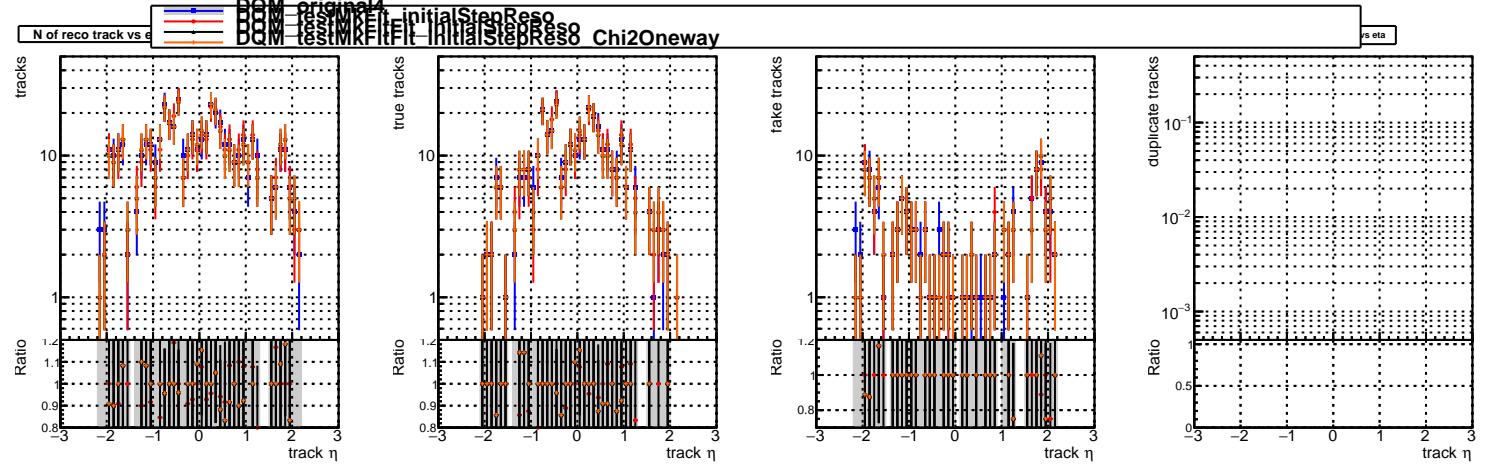 DQM_original4
DQM_testMkFit_initialStepReso
DQM_testMkFitFit_initialStepReso
DQM_testMkFitFit_initialStepReso_Chi2Oneway
N of reco track vs e
vs eta
tracks
10
1
Ratio
1.2
1.1
1
0.9
0.8
−3 −2 −1 0 1 2 3
track η
true tracks
10
1
Ratio
1.2
1.1
1
0.9
0.8
−3 −2 −1 0 1 2 3
track η
fake tracks
10
1
Ratio
1
0.8
−3 −2 −1 0 1 2 3
track η
duplicate tracks
10⁻¹
10⁻²
10⁻³
Ratio
1
0.5
0
−3 −2 −1 0 1 2 3
track η